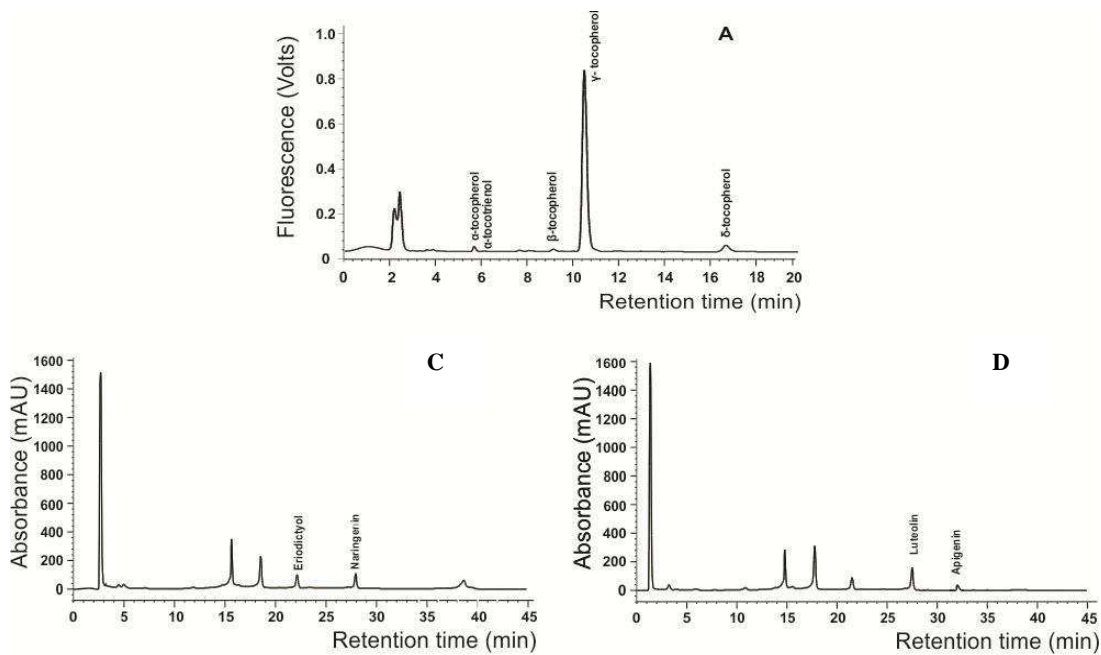 A
Fluorescence (Volts)
1.0
0.8
0.6
0.4
0.2
0
α-tocopherol
α-tocotrienol
β-tocopherol
γ- tocopherol
δ-tocopherol
0 2 4 6 8 10 12 14 16 18 20
Retention time (min)
C
Absorbance (mAU)
1600
1400
1200
1000
800
600
400
200
0
Eriodictyol
Naringenin
0 5 10 15 20 25 30 35 40 45
Retention time (min)
D
Absorbance (mAU)
1600
1400
1200
1000
800
600
400
200
0
Luteolin
Apigenin
0 5 10 15 20 25 30 35 40 45
Retention time (min)